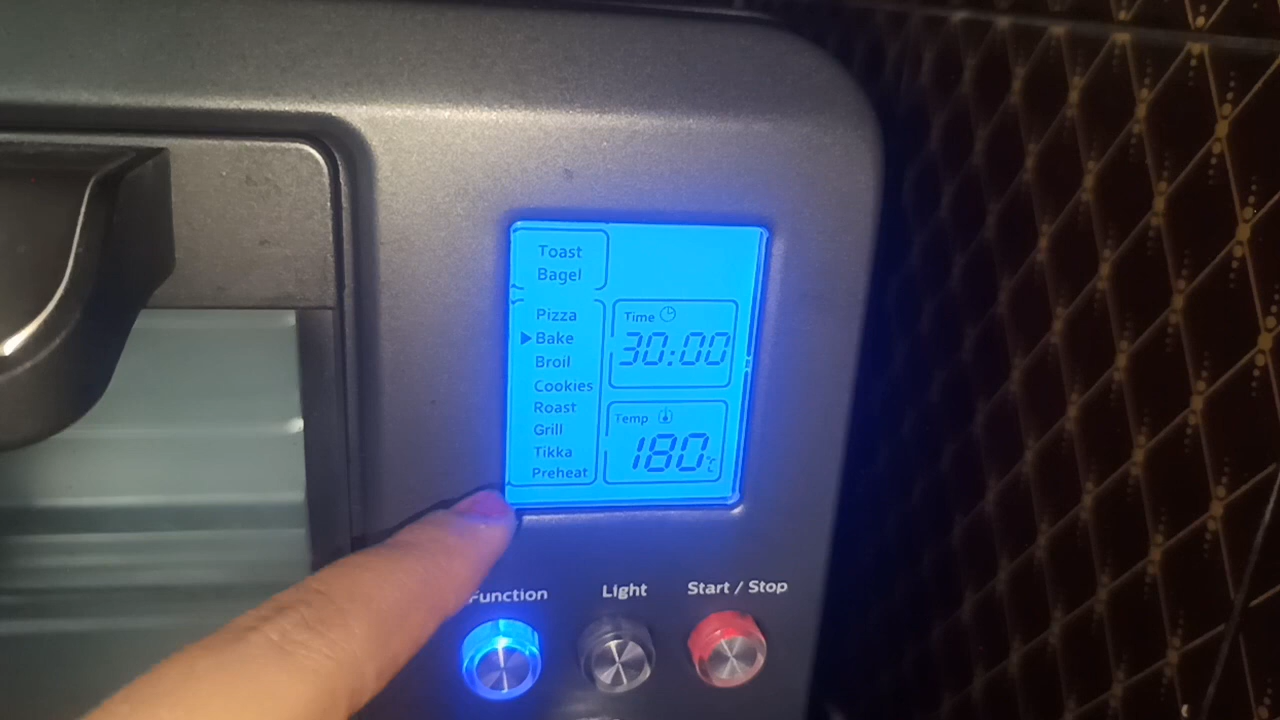 Toast
Bagel
Pizza
Bake
Broil
Cookies
Roast
Grill
Tikka
Preheat
Time
30:00
Temp
180°C
Function
Light
Start / Stop